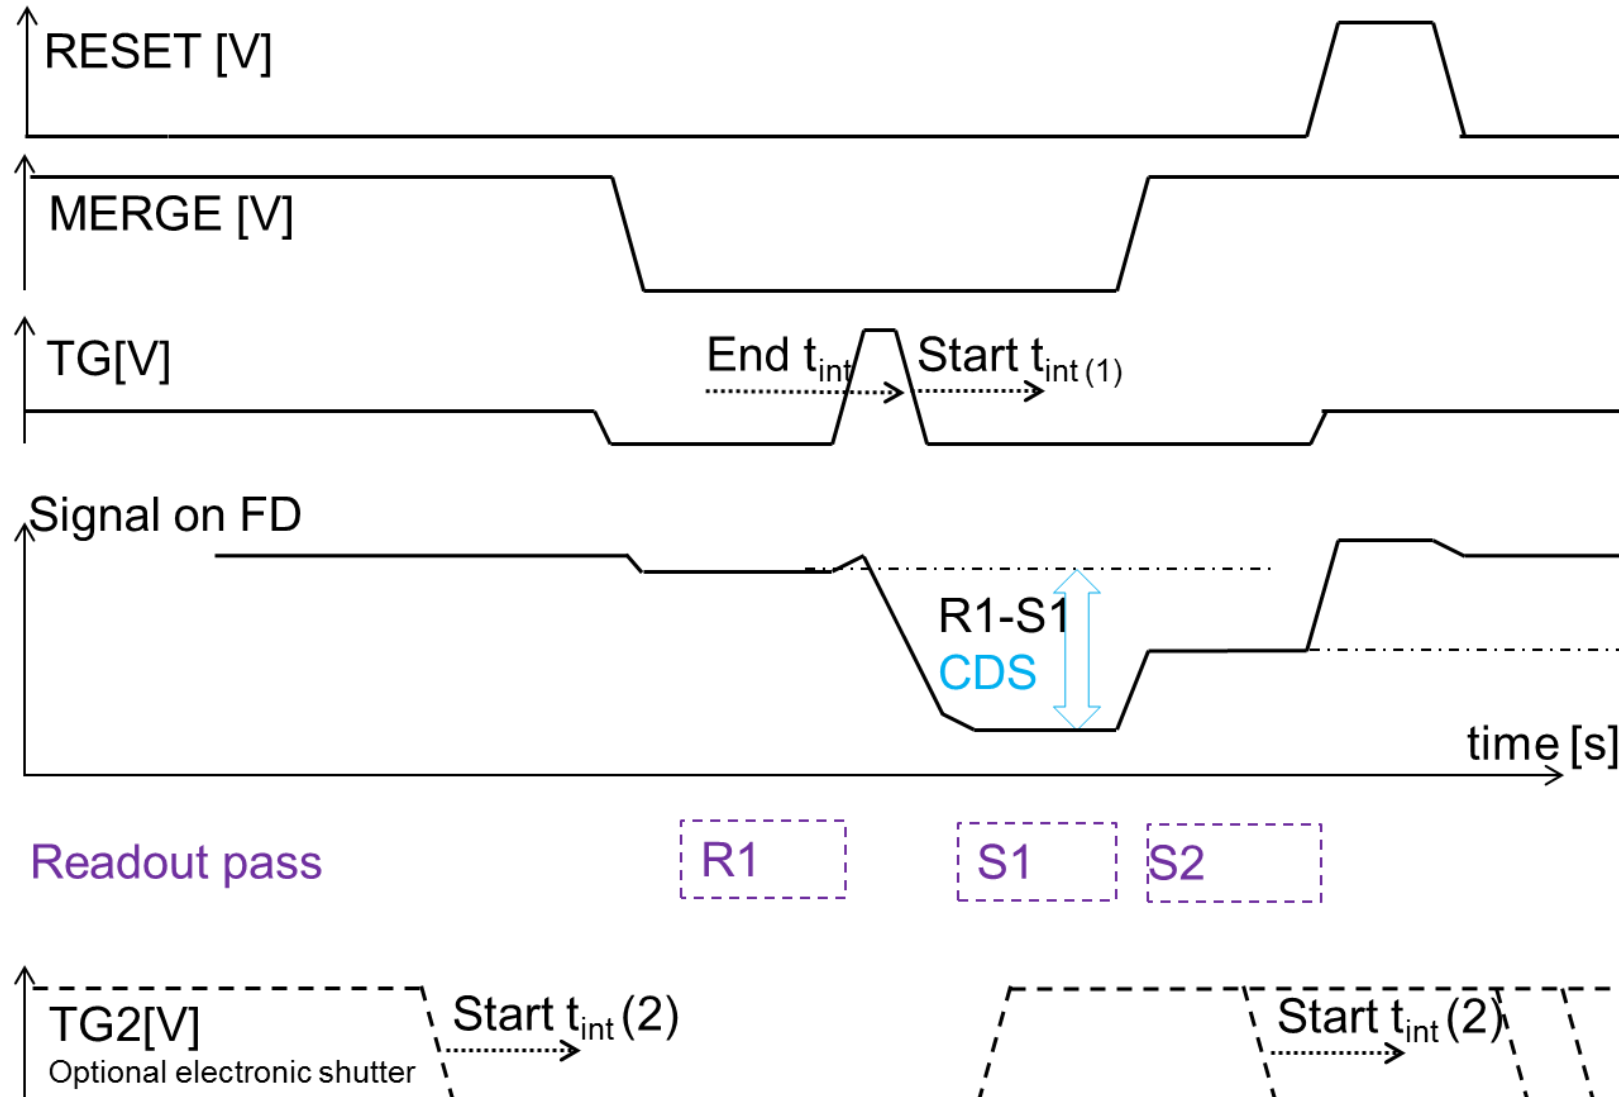 RESET [V]
MERGE [V]
TG[V]
End tint
Start tint (1)
Signal on FD
R1-S1
CDS
time [s]
Readout pass
R1
S1
S2
TG2[V]
Start tint (2)
Start tint (2)
Optional electronic shutter